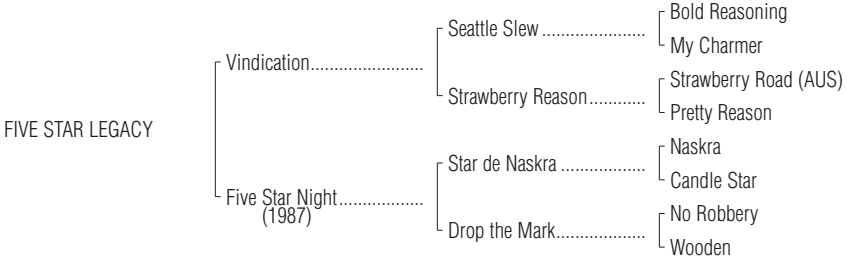 Bold Reasoning
Seattle Slew ......................
My Charmer
Vindication........................
Strawberry Road (AUS)
Strawberry Reason............
Pretty Reason
FIVE STAR LEGACY
Naskra
Star de Naskra ..................
Candle Star
Five Star Night..................
(1987)
No Robbery
Drop the Mark...................
Wooden